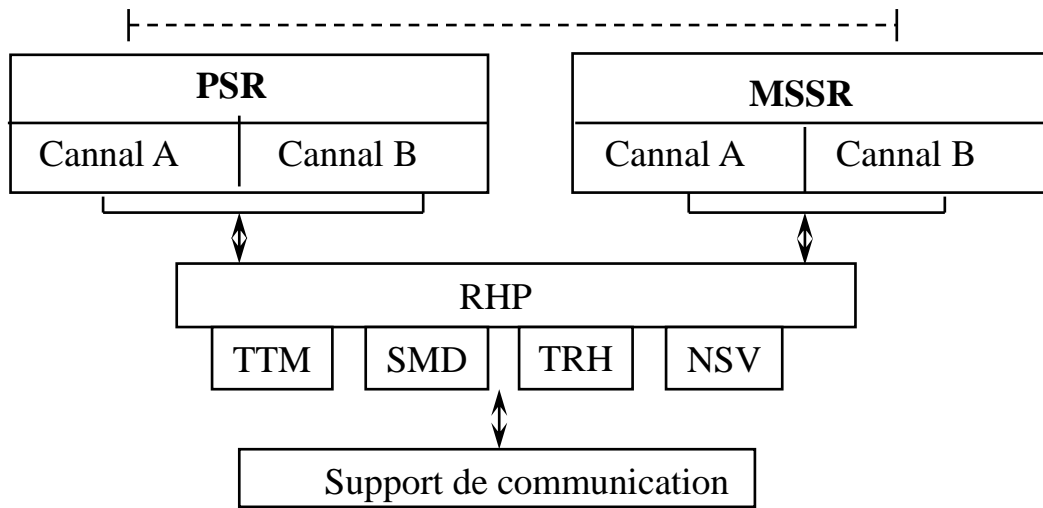 PSR
MSSR
Cannal A
Cannal B
Cannal A
Cannal B
RHP
TTM
SMD
TRH
NSV
Support de communication